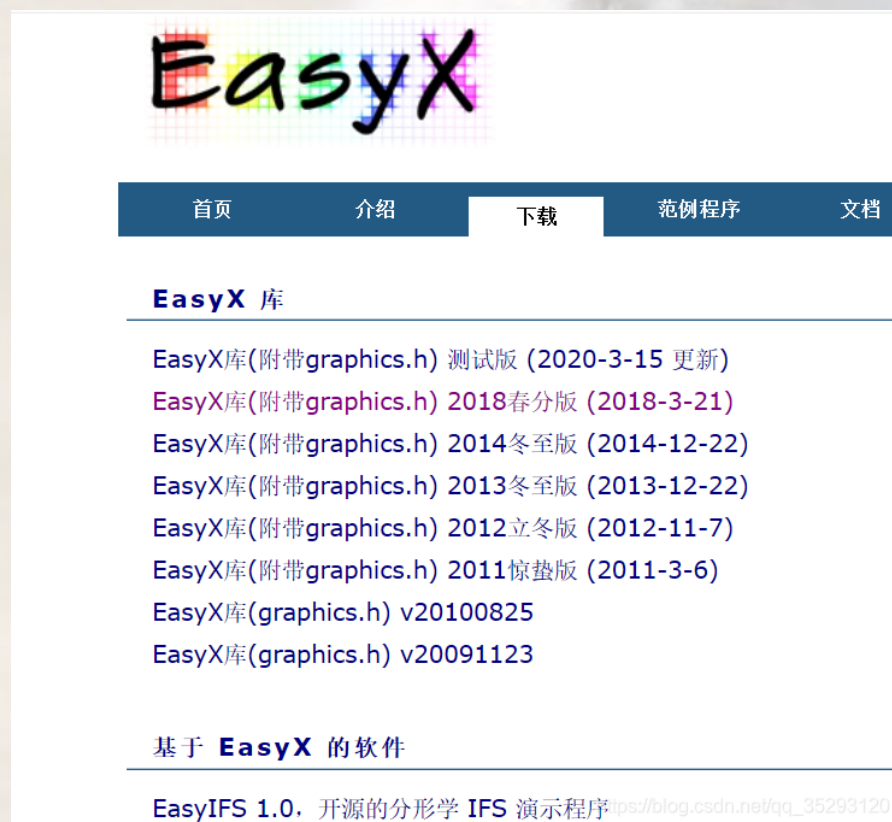 EasyX
首页 介绍 下载 范例程序 文档
EasyX 库
EasyX库(附带graphics.h) 测试版 (2020-3-15 更新)
EasyX库(附带graphics.h) 2018春分版 (2018-3-21)
EasyX库(附带graphics.h) 2014冬至版 (2014-12-22)
EasyX库(附带graphics.h) 2013冬至版 (2013-12-22)
EasyX库(附带graphics.h) 2012立冬版 (2012-11-7)
EasyX库(附带graphics.h) 2011惊蛰版 (2011-3-6)
EasyX库(graphics.h) v20100825
EasyX库(graphics.h) v20091123
基于 EasyX 的软件
EasyIFS 1.0，开源的分形学 IFS 演示程序
https://blog.csdn.net/qq_35293120